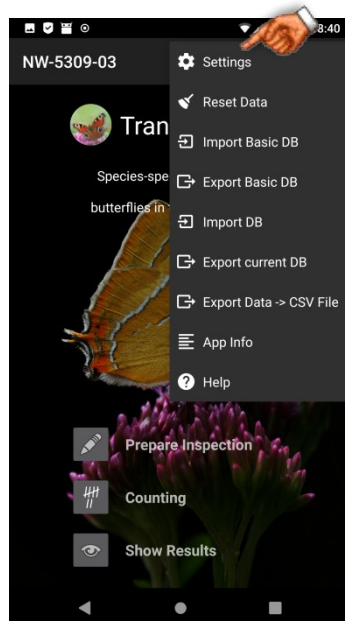 8:40
NW-5309-03
Settings
Tran
Reset Data
Import Basic DB
Species-spe
Export Basic DB
butterflies in
Import DB
Export current DB
Export Data -> CSV File
App Info
Help
Prepare Inspection
Counting
Show Results